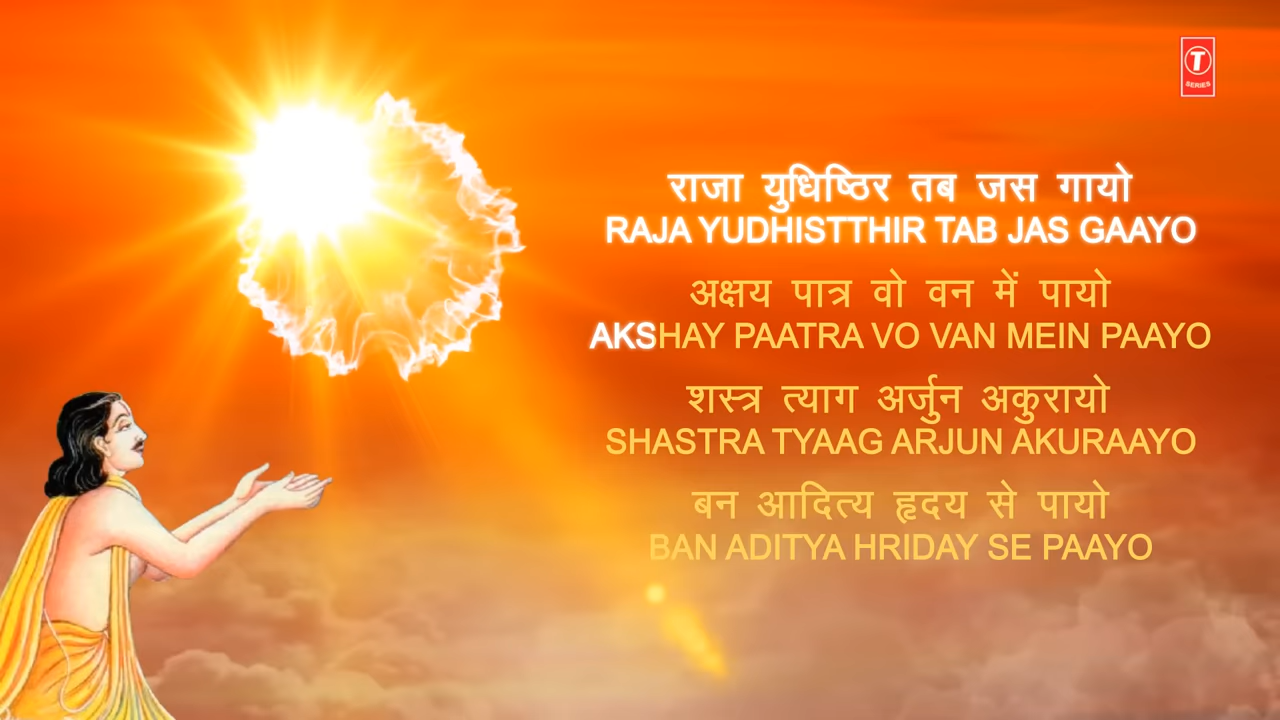 T
SERIES
राजा युधिष्ठिर तब जस गायो
RAJA YUDHISTTHIR TAB JAS GAAYO
अक्षय पात्र वो वन में पायो
AKSHAY PAATRA VO VAN MEIN PAAYO
शस्त्र त्याग अर्जुन अकुरायो
SHASTRA TYAAG ARJUN AKURAAYO
बन आदित्य हृदय से पायो
BAN ADITYA HRIDAY SE PAAYO